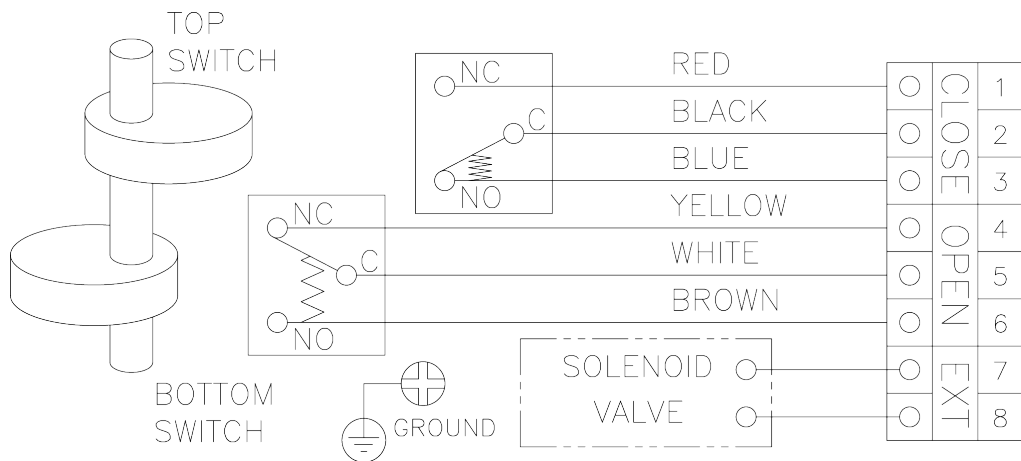 TOP
SWITCH
NC
C
NO
RED
BLACK
BLUE
YELLOW
WHITE
BROWN
NC
C
NO
BOTTOM
SWITCH
GROUND
SOLENOID
VALVE
CLOSE
OPEN
EXT
1
2
3
4
5
6
7
8